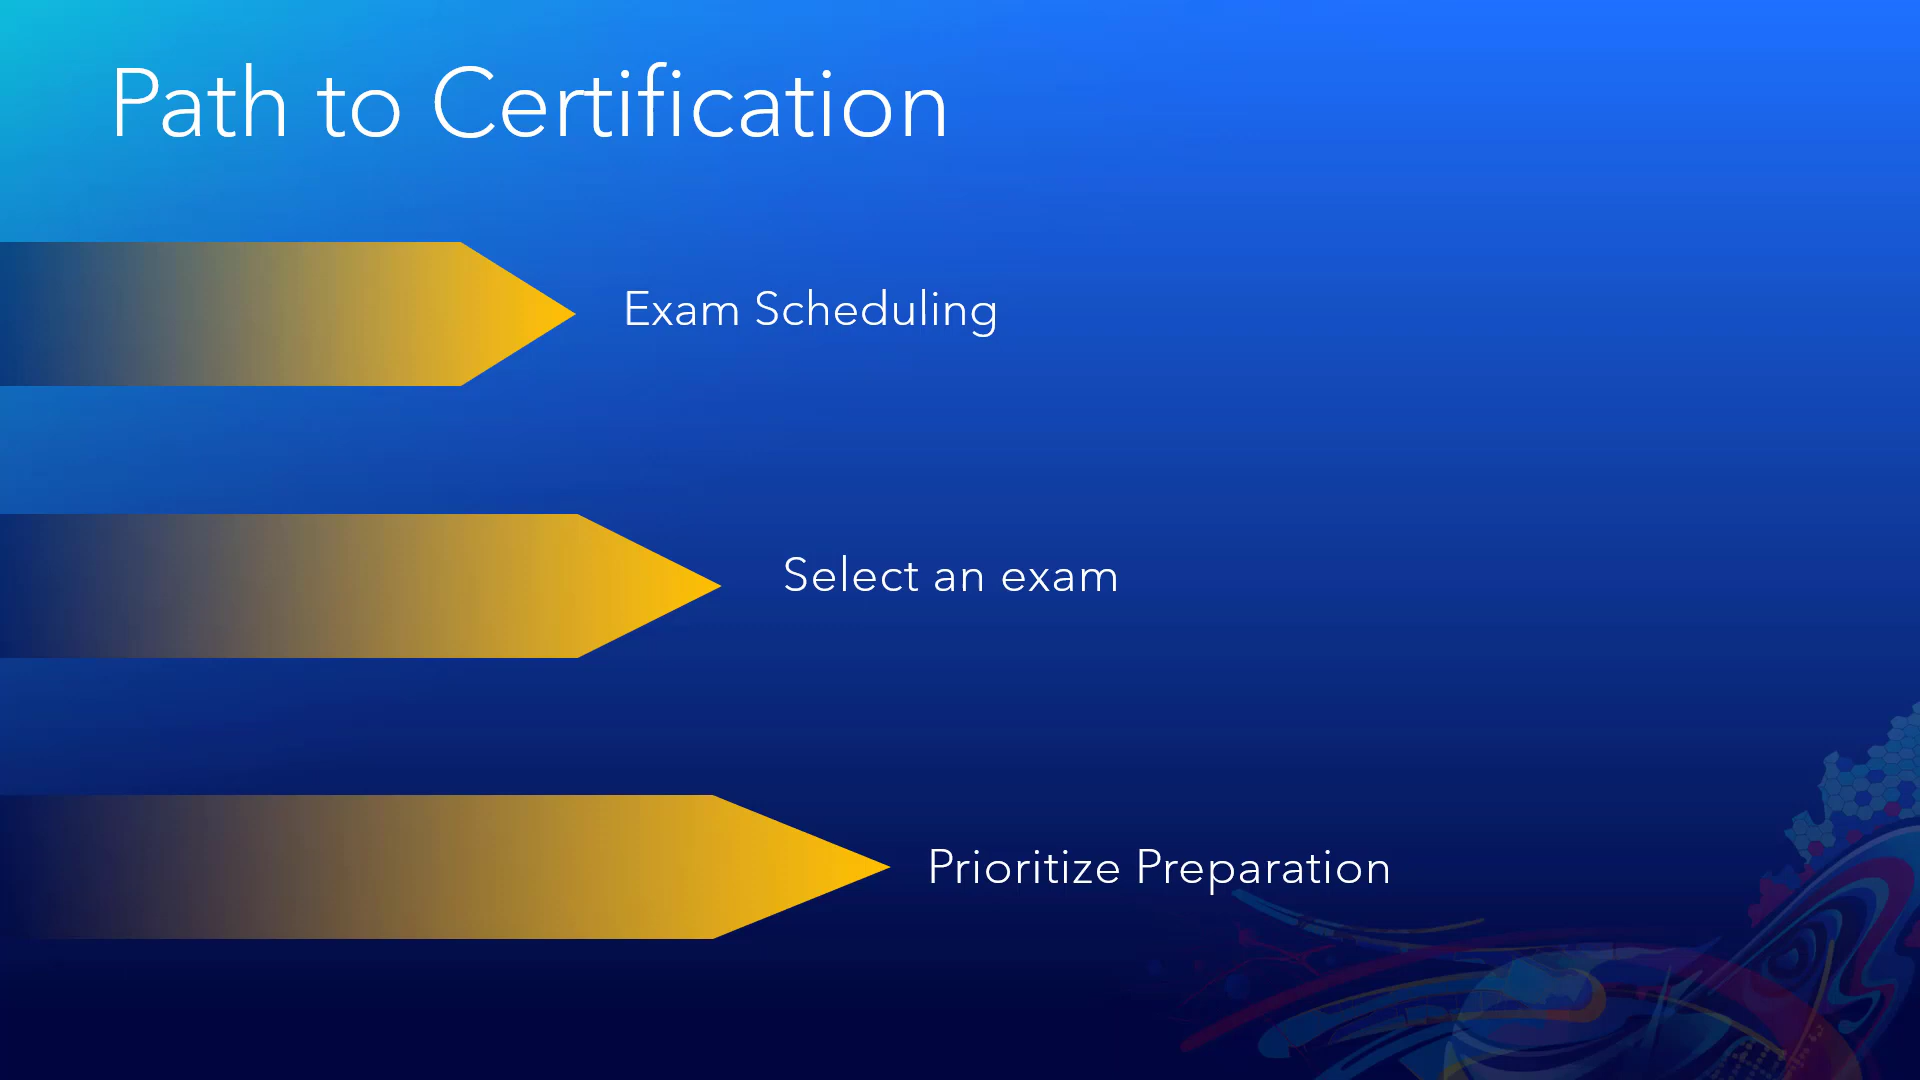 Path to Certification
Exam Scheduling
Select an exam
Prioritize Preparation